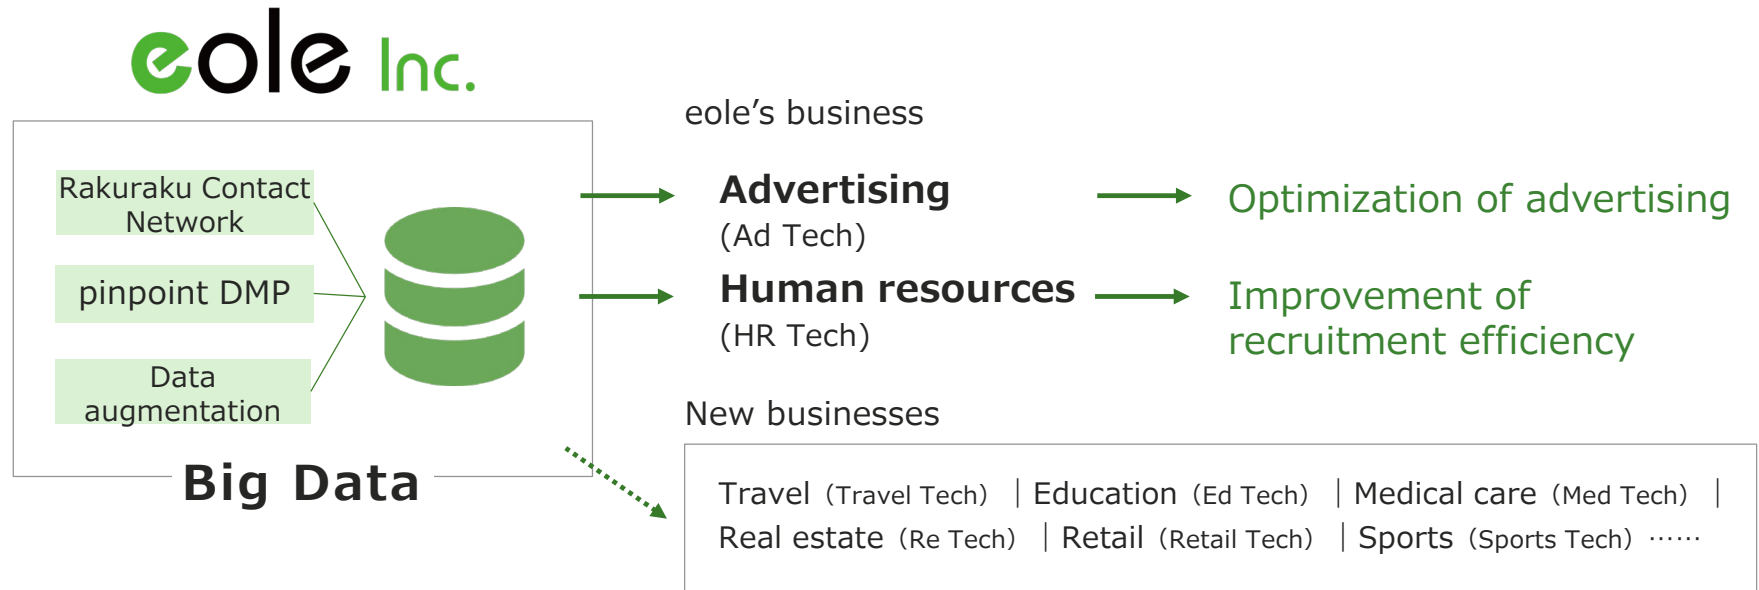 eole Inc.
Rakuraku Contact
Network
pinpoint DMP
Data
augmentation
Big Data
eole’s business
Advertising
(Ad Tech)
Optimization of advertising
Human resources
(HR Tech)
Improvement of
recruitment efficiency
New businesses
Travel（Travel Tech）｜Education（Ed Tech）｜Medical care（Med Tech）｜
Real estate（Re Tech）｜Retail（Retail Tech）｜Sports（Sports Tech）……